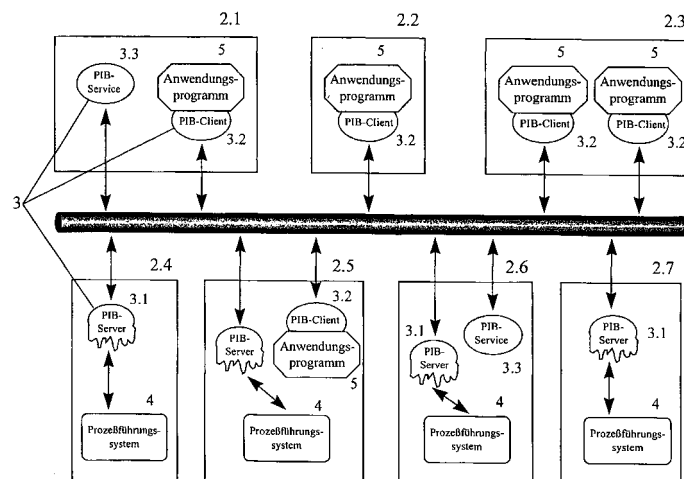 2.1
2.2
2.3
3.3
5
5
5
5
PIB-
Service
Anwendungs-
programm
PIB-Client
3.2
Anwendungs-
programm
PIB-Client
3.2
Anwendungs-
programm
PIB-Client
3.2
Anwendungs-
programm
PIB-Client
3.2
3
2.4
2.5
2.6
2.7
3.1
PIB-
Server
4
Prozeßführungs-
system
PIB-
Server
3.2
PIB-Client
Anwendungs-
programm
5
4
Prozeßführungs-
system
3.1
PIB-
Server
PIB-
Service
3.3
4
Prozeßführungs-
system
PIB-
Server
3.1
4
Prozeßführungs-
system